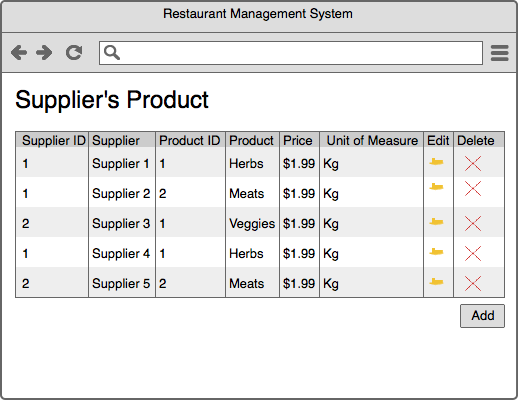 Restaurant Management System
Supplier's Product
Supplier ID Supplier Product ID Product Price Unit of Measure Edit Delete
1 Supplier 1 1 Herbs $1.99 Kg
1 Supplier 2 2 Meats $1.99 Kg
2 Supplier 3 1 Veggies $1.99 Kg
1 Supplier 4 1 Herbs $1.99 Kg
2 Supplier 5 2 Meats $1.99 Kg
Add